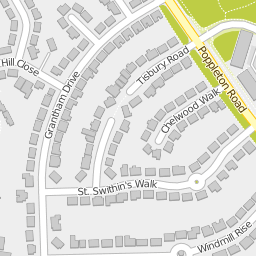 Poppleton Road
Tisbury Road
Hill Close
Grantham Drive
Chelwood Walk
St. Swithin's Walk
Windmill Rise